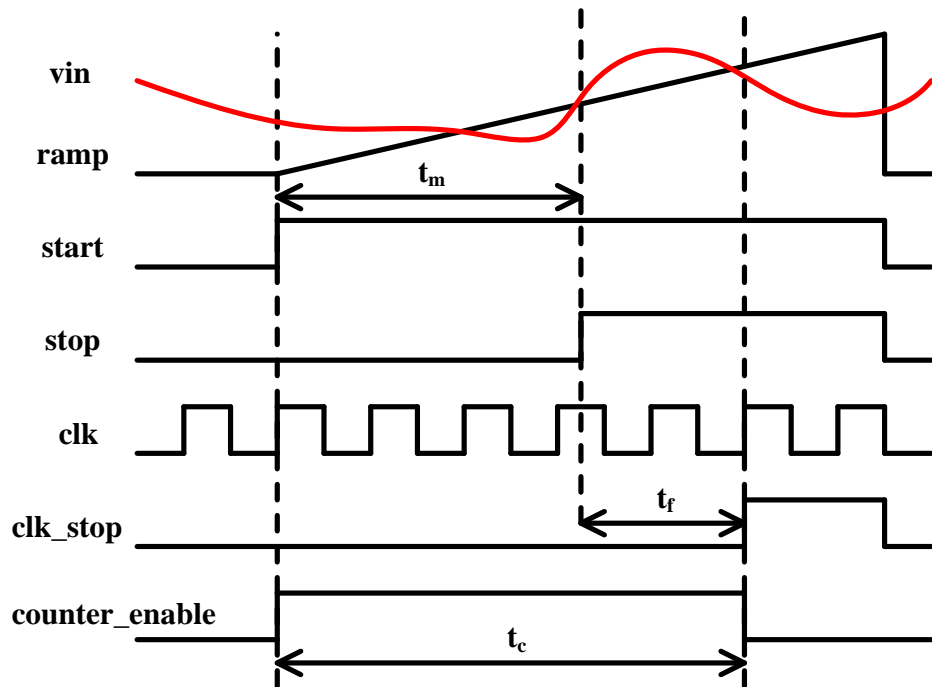 vin
ramp
tm
start
stop
clk
tf
clk_stop
counter_enable
tc